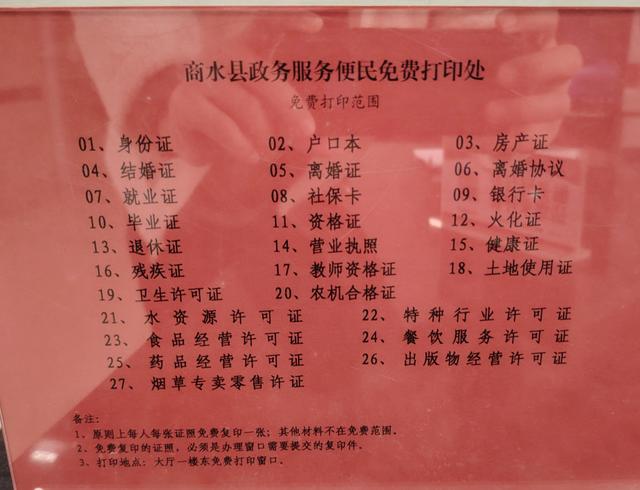 商水县政务服务便民免费打印处
免费打印范围
01、身份证 02、户口本 03、房产证
04、结婚证 05、离婚证 06、离婚协议
07、就业证 08、社保卡 09、银行卡
10、毕业证 11、资格证 12、火化证
13、退休证 14、营业执照 15、健康证
16、残疾证 17、教师资格证 18、土地使用证
19、卫生许可证 20、农机合格证
21、水资源许可证 22、特种行业许可证
23、食品经营许可证 24、餐饮服务许可证
25、药品经营许可证 26、出版物经营许可证
27、烟草专卖零售许证
备注:
1、原则上每人每张证照免费复印一张;其他材料不在免费范围。
2、免费复印的证照,必须是办理窗口需要提交的复印件。
3、打印地点:大厅一楼东免费打印窗口。